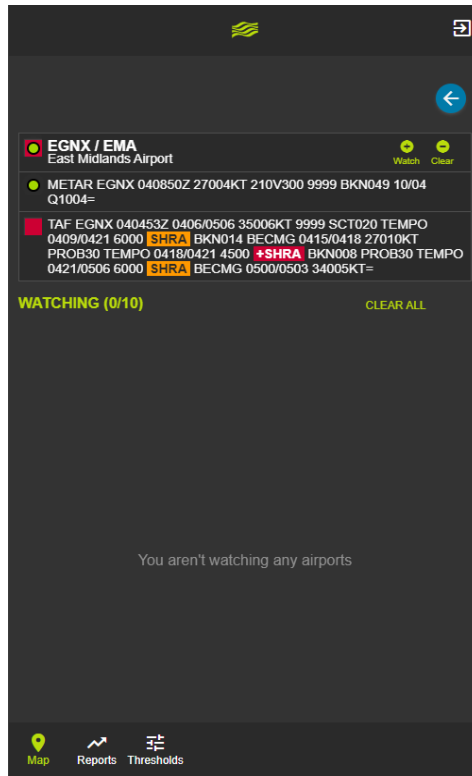 EGNX / EMA
East Midlands Airport
Watch Clear
METAR EGNX 040850Z 27004KT 210V300 9999 BKN049 10/04
Q1004=
TAF EGNX 040453Z 0406/0506 35006KT 9999 SCT020 TEMPO
0409/0421 6000 SHRA BKN014 BECMG 0415/0418 27010KT
PROB30 TEMPO 0418/0421 4500 +SHRA BKN008 PROB30 TEMPO
0421/0506 6000 SHRA BECMG 0500/0503 34005KT=
WATCHING (0/10) CLEAR ALL
You aren't watching any airports
Map Reports Thresholds